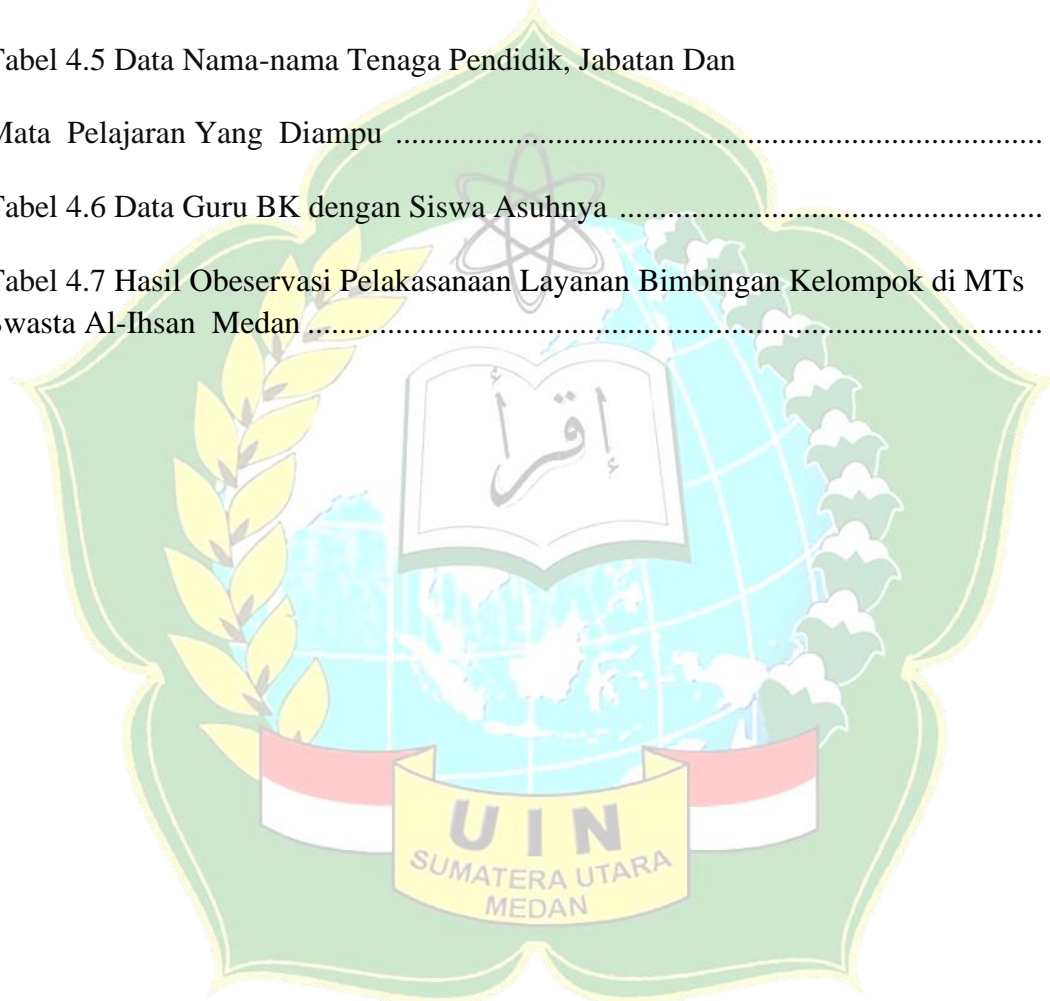 Tabel 4.5 Data Nama-nama Tenaga Pendidik, Jabatan Dan
Mata Pelajaran Yang Diampu ................................................................................
Tabel 4.6 Data Guru BK dengan Siswa Asuhnya .....................................................
Tabel 4.7 Hasil Obeservasi Pelakasanaan Layanan Bimbingan Kelompok di MTs
Swasta Al-Ihsan Medan ............................................................................................
إقرأ
UIN
SUMATERA UTARA
MEDAN